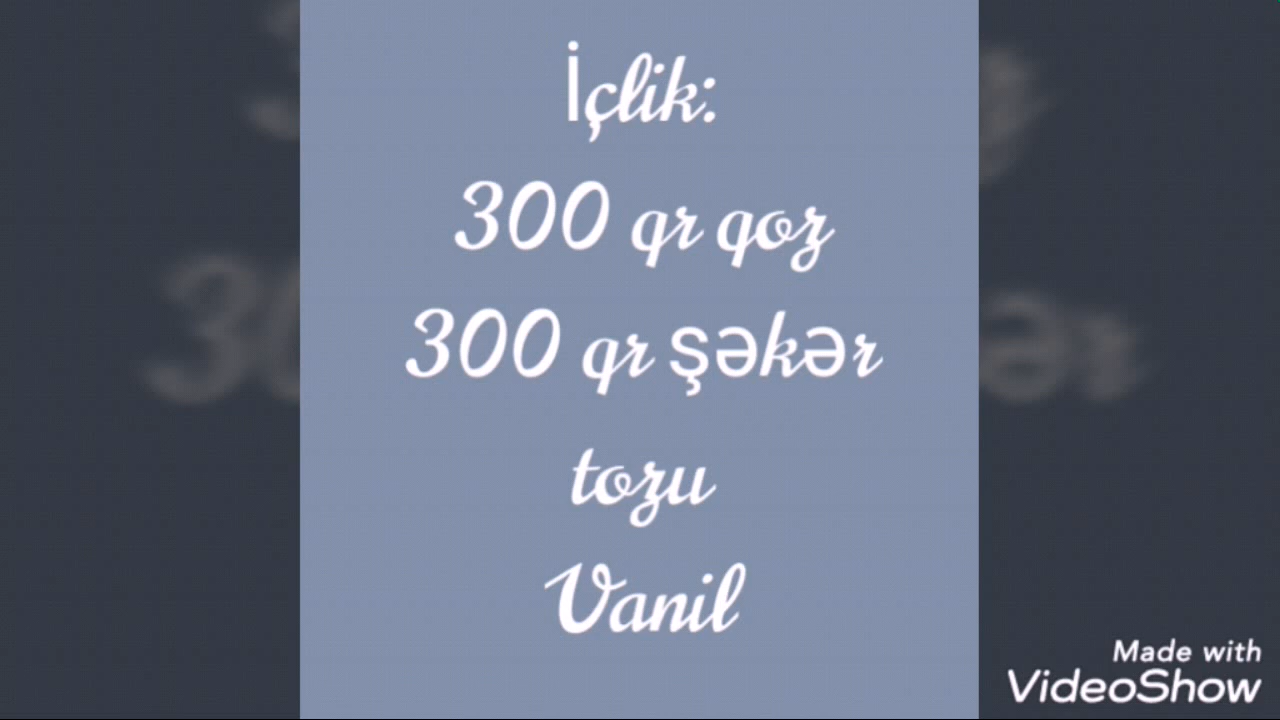 İçlik:
300 qr qoz
300 qr şəkər
tozu
Vanil
Made with
VideoShow